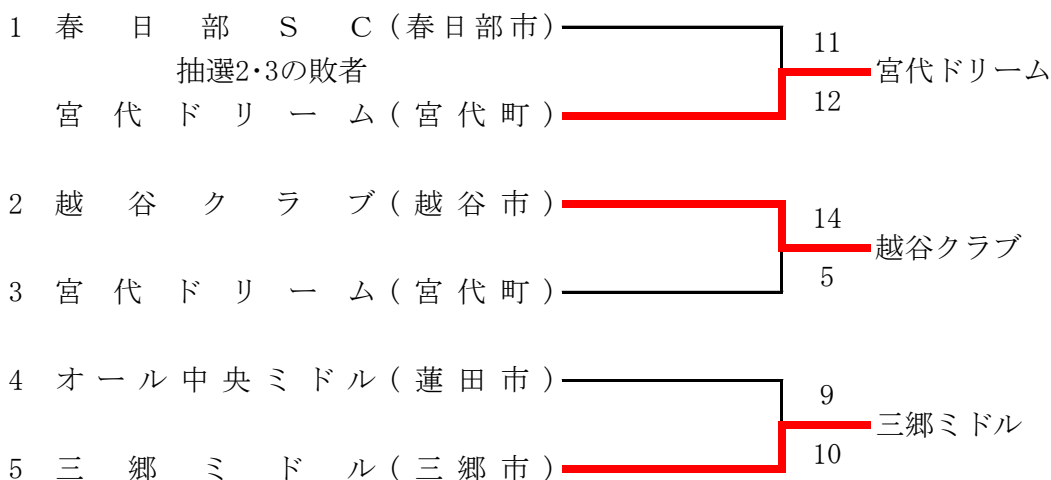 1 春日部SC(春日部市)
11
抽選2・3の敗者
宮代ドリーム
宮代ドリーム(宮代町)
12
2 越谷クラブ(越谷市)
14
越谷クラブ
5
3 宮代ドリーム(宮代町)
4 オール中央ミドル(蓮田市)
9
三郷ミドル
10
5 三郷ミドル(三郷市)